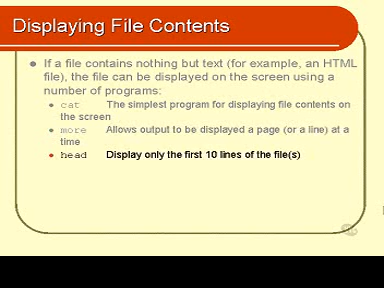 Displaying File Contents
If a file contains nothing but text (for example, an HTML
file), the file can be displayed on the screen using a
number of programs:
cat The simplest program for displaying file contents on
the screen
more Allows output to be displayed a page (or a line) at a
time
head Display only the first 10 lines of the file(s)